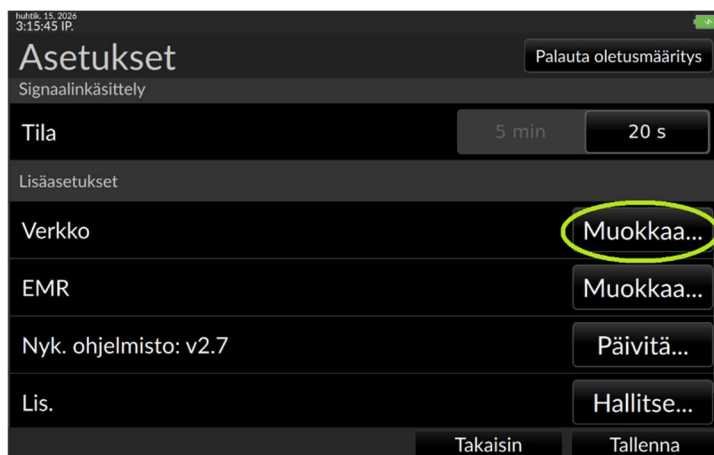 huhtik. 15, 2026
3:15:45 IP.
Asetukset
Palauta oletusmääritys
Signaalinkäsittely
Tila
5 min
20 s
Lisäasetukset
Verkko
Muokkaa...
EMR
Muokkaa...
Nyk. ohjelmisto: v2.7
Päivitä...
Lis.
Hallitse...
Takaisin
Tallenna